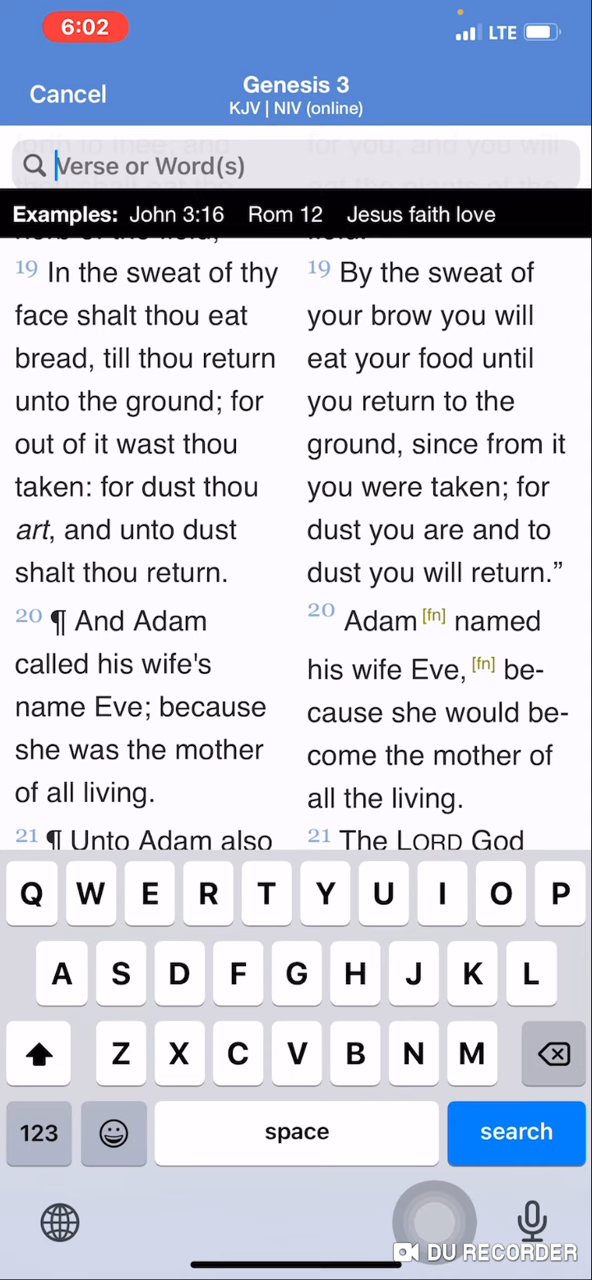 6:02
LTE
Cancel
Genesis 3
KJV | NIV (online)
Verse or Word(s)
Examples: John 3:16 Rom 12 Jesus faith love
19 In the sweat of thy
face shalt thou eat
bread, till thou return
unto the ground; for
out of it wast thou
taken: for dust thou
art, and unto dust
shalt thou return.
20 ¶ And Adam
called his wife's
name Eve; because
she was the mother
of all living.
21 ¶ Unto Adam also
19 By the sweat of
your brow you will
eat your food until
you return to the
ground, since from it
you were taken; for
dust you are and to
dust you will return.”
20 Adam [fn] named
his wife Eve, [fn] be-
cause she would be-
come the mother of
all the living.
21 The LORD God
Q W E R T Y U I O P
A S D F G H J K L
Z X C V B N M
123 space search
DU RECORDER